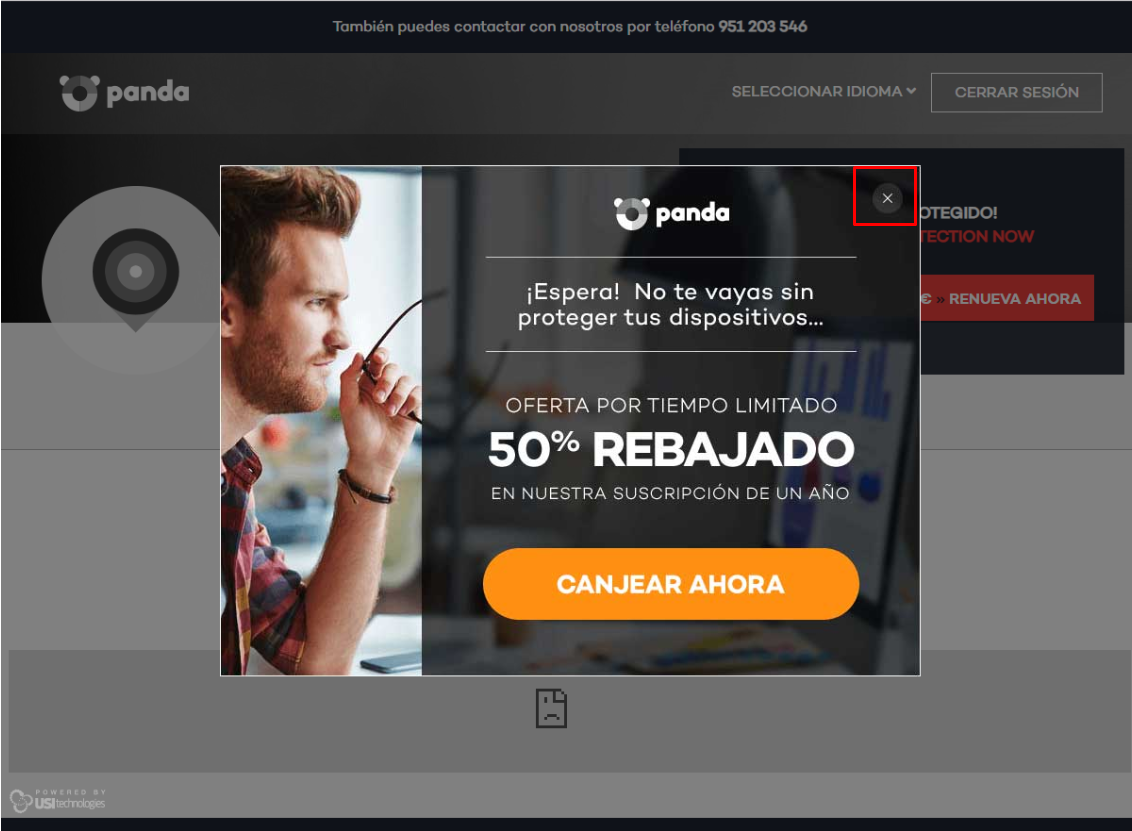 También puedes contactar con nosotros por teléfono 951 203 546
panda
SELECCIONAR IDIOMA
CERRAR SESIÓN
panda
OTEGIDO!
TECTION NOW
¡Espera! No te vayas sin
proteger tus dispositivos...
€ » RENUEVA AHORA
OFERTA POR TIEMPO LIMITADO
50% REBAJADO
EN NUESTRA SUSCRIPCIÓN DE UN AÑO
CANJEAR AHORA
POWERED BY
USI technologies